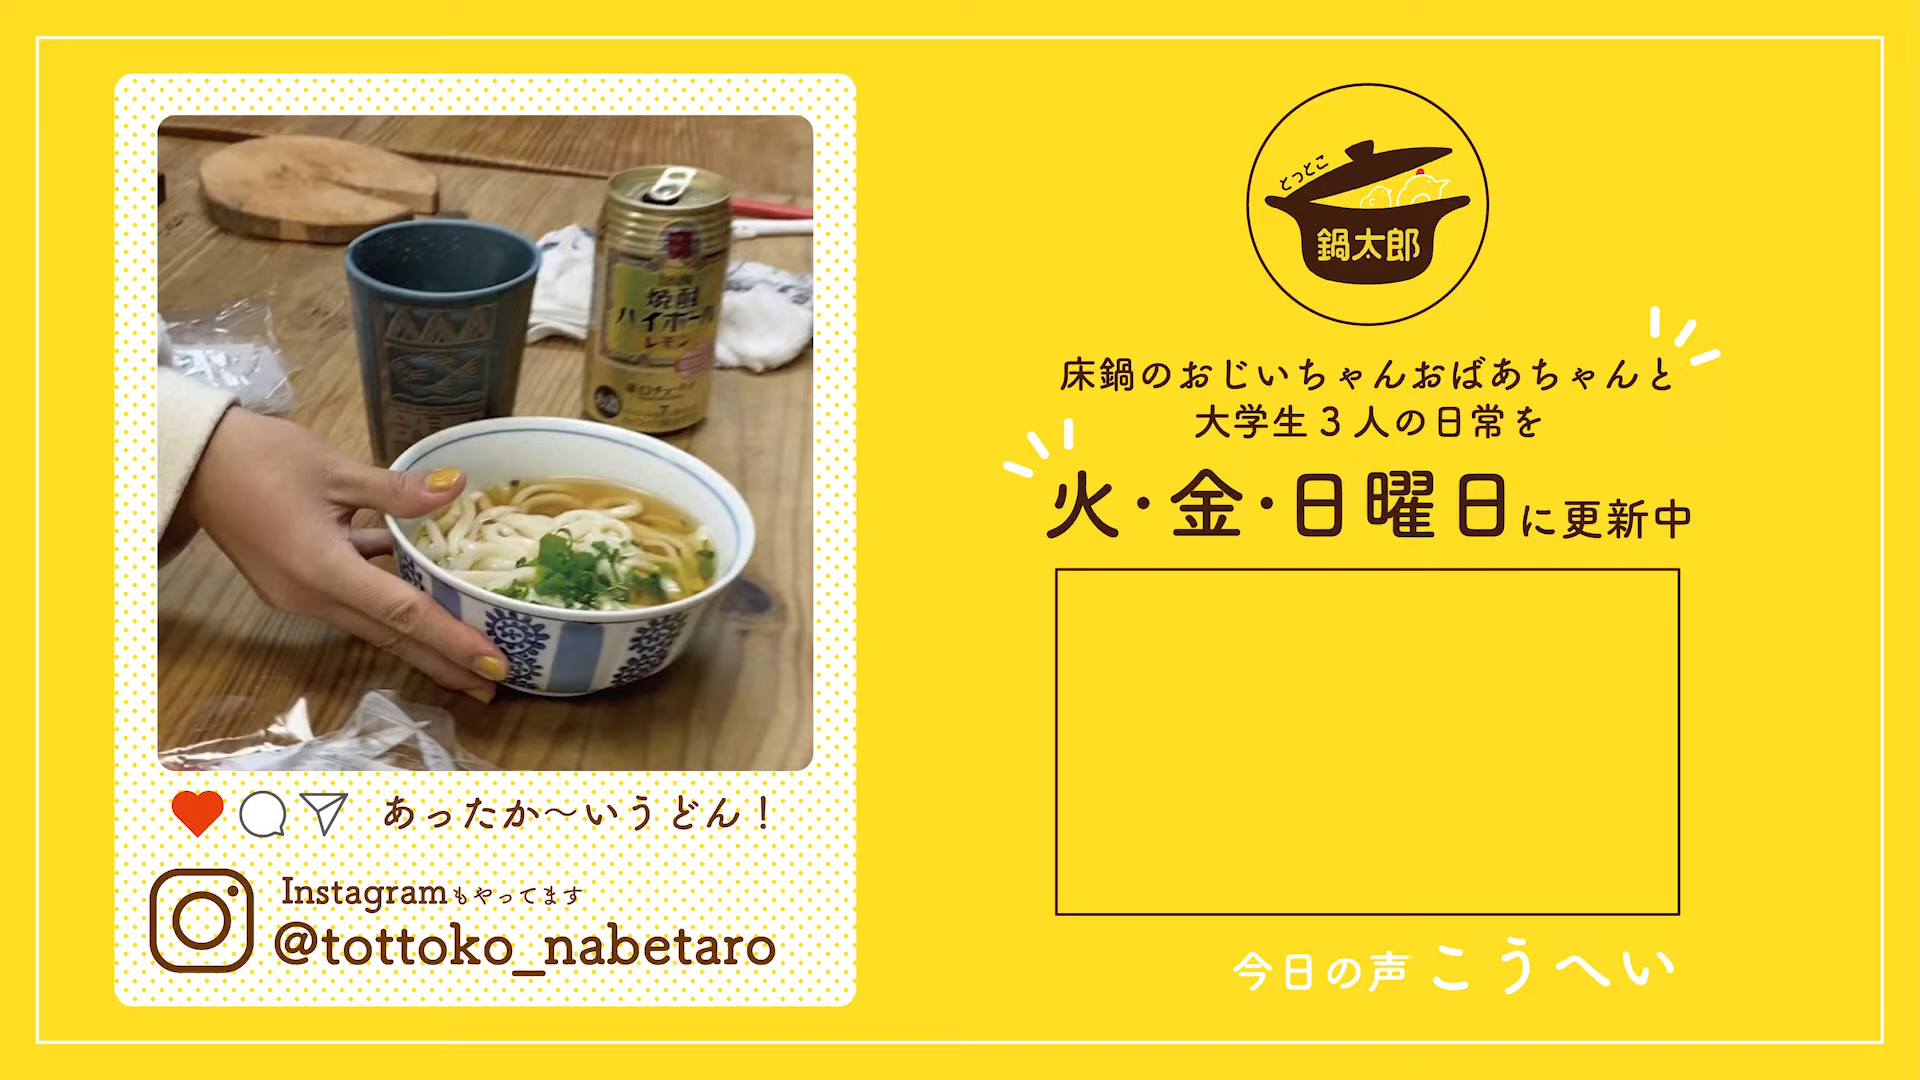 焼酎
ハイボール
レモン
あったか〜いうどん！
Instagramもやってます
@tottoko_nabetaro
とっとこ
鍋太郎
床鍋のおじいちゃんおばあちゃんと
大学生3人の日常を
火・金・日曜日に更新中
今日の声 こうへい